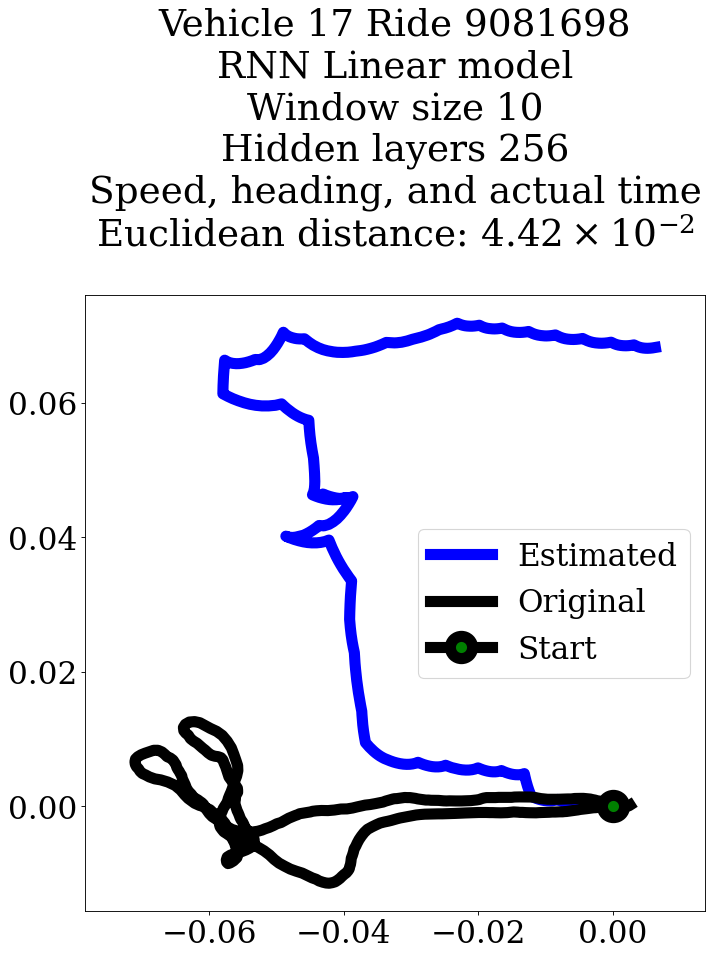 Vehicle 17 Ride 9081698
RNN Linear model
Window size 10
Hidden layers 256
Speed, heading, and actual time
Euclidean distance: 4.42 × 10⁻²
0.06
0.04
0.02
0.00
Estimated
Original
Start
−0.06 −0.04 −0.02 0.00